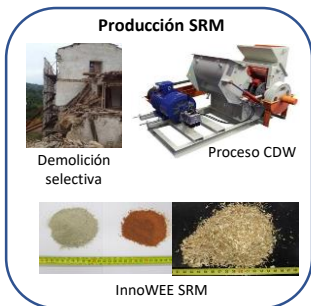 Producción SRM
Demolición
selectiva
Proceso CDW
InnoWEE SRM